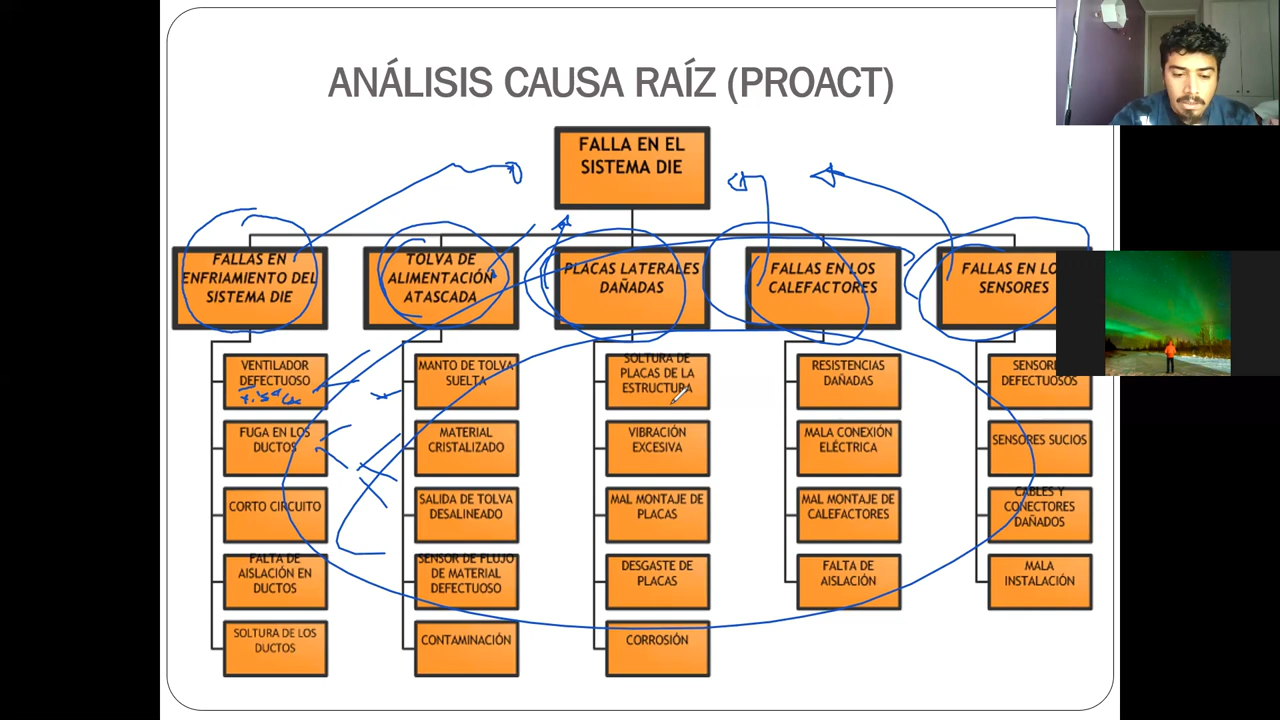 ANÁLISIS CAUSA RAÍZ (PROACT)
FALLA EN EL
SISTEMA DIE
FALLAS EN
ENFRIAMIENTO DEL
SISTEMA DIE
TOLVA DE
ALIMENTACIÓN
ATASCADA
PLACAS LATERALES
DAÑADAS
FALLAS EN LOS
CALEFACTORES
FALLAS EN LO
SENSORES
VENTILADOR
DEFECTUOSO
FUGA EN LOS
DUCTOS
CORTO CIRCUITO
FALTA DE
AISLACIÓN EN
DUCTOS
SOLTURA DE LOS
DUCTOS
MANTO DE TOLVA
SUELTA
MATERIAL
CRISTALIZADO
SALIDA DE TOLVA
DESALINEADO
SENSOR DE FLUJO
DE MATERIAL
DEFECTUOSO
CONTAMINACIÓN
SOLTURA DE
PLACAS DE LA
ESTRUCTURA
VIBRACIÓN
EXCESIVA
MAL MONTAJE DE
PLACAS
DESGASTE DE
PLACAS
CORROSIÓN
RESISTENCIAS
DAÑADAS
MALA CONEXIÓN
ELÉCTRICA
MAL MONTAJE DE
CALEFACTORES
FALTA DE
AISLACIÓN
SENSORE
DEFECTUOSOS
SENSORES SUCIOS
CABLES Y
CONECTORES
DAÑADOS
MALA
INSTALACIÓN